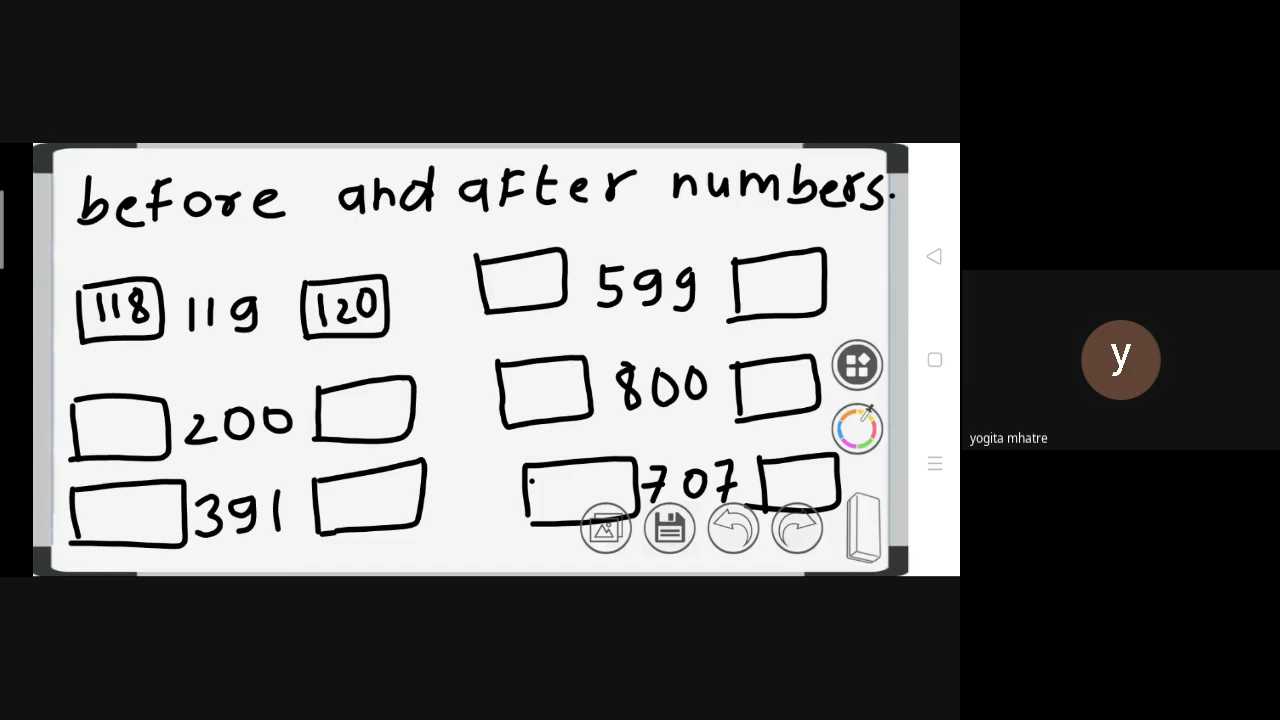 before and after numbers.
118 119 120
599
200
800
391
707
y
yogita mhatre